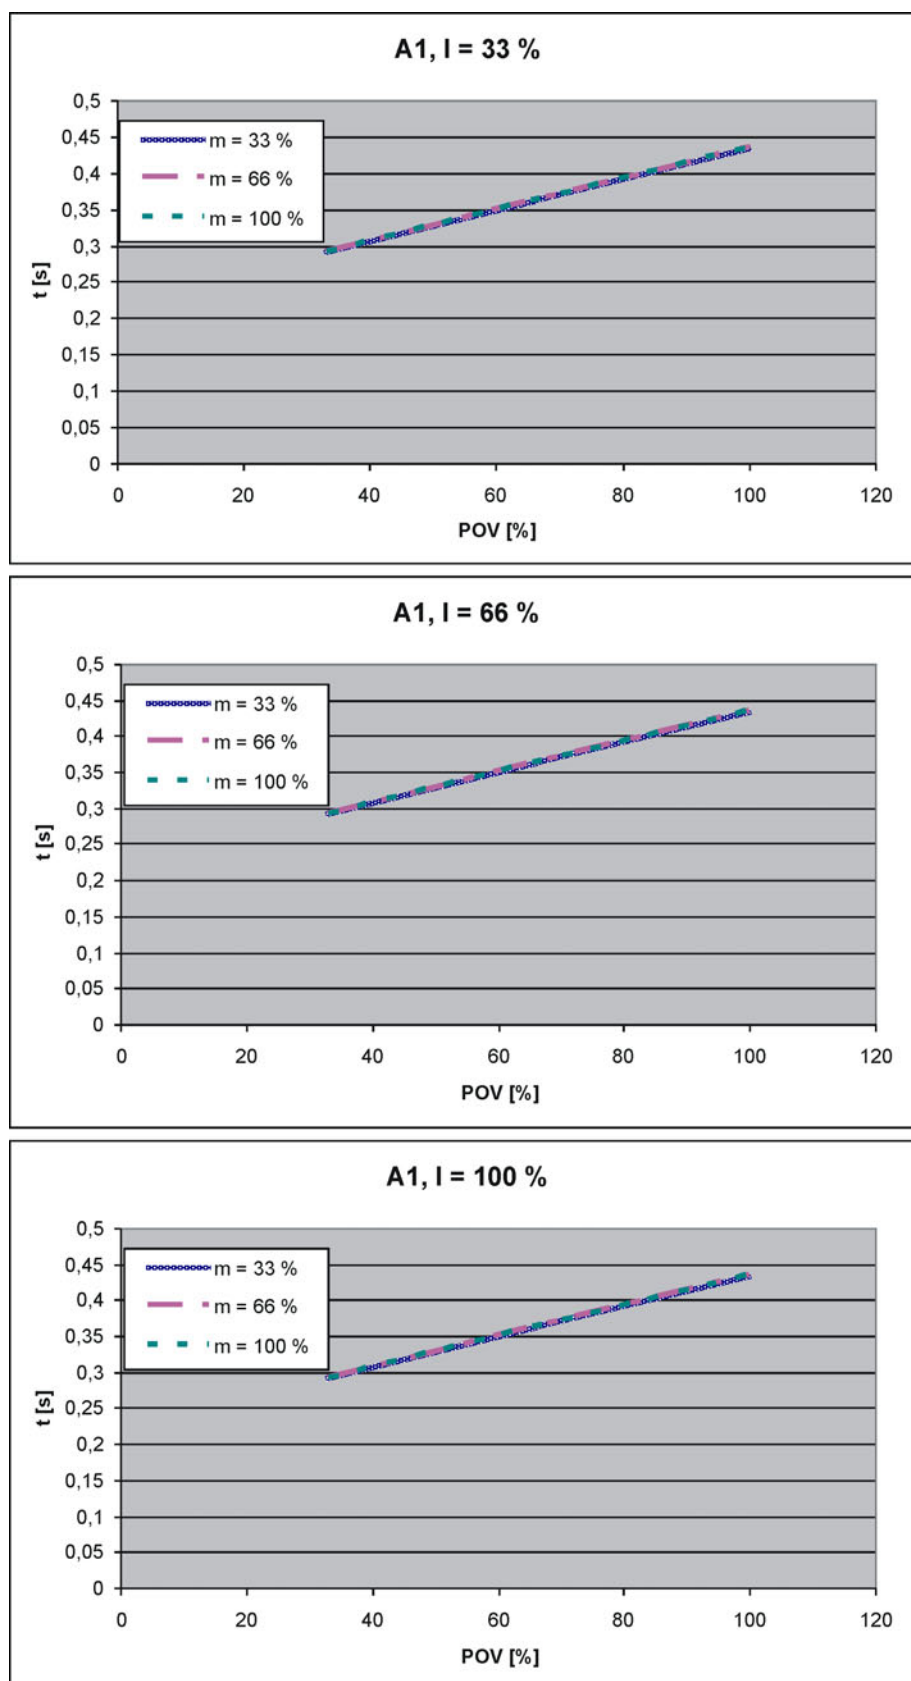 A1, l = 33 %
0,5
0,45
0,4
0,35
0,3
0,25
0,2
0,15
0,1
0,05
0
t [s]
m = 33 %
m = 66 %
m = 100 %
0 20 40 60 80 100 120
POV [%]
A1, l = 66 %
0,5
0,45
0,4
0,35
0,3
0,25
0,2
0,15
0,1
0,05
0
t [s]
m = 33 %
m = 66 %
m = 100 %
0 20 40 60 80 100 120
POV [%]
A1, l = 100 %
0,5
0,45
0,4
0,35
0,3
0,25
0,2
0,15
0,1
0,05
0
t [s]
m = 33 %
m = 66 %
m = 100 %
0 20 40 60 80 100 120
POV [%]